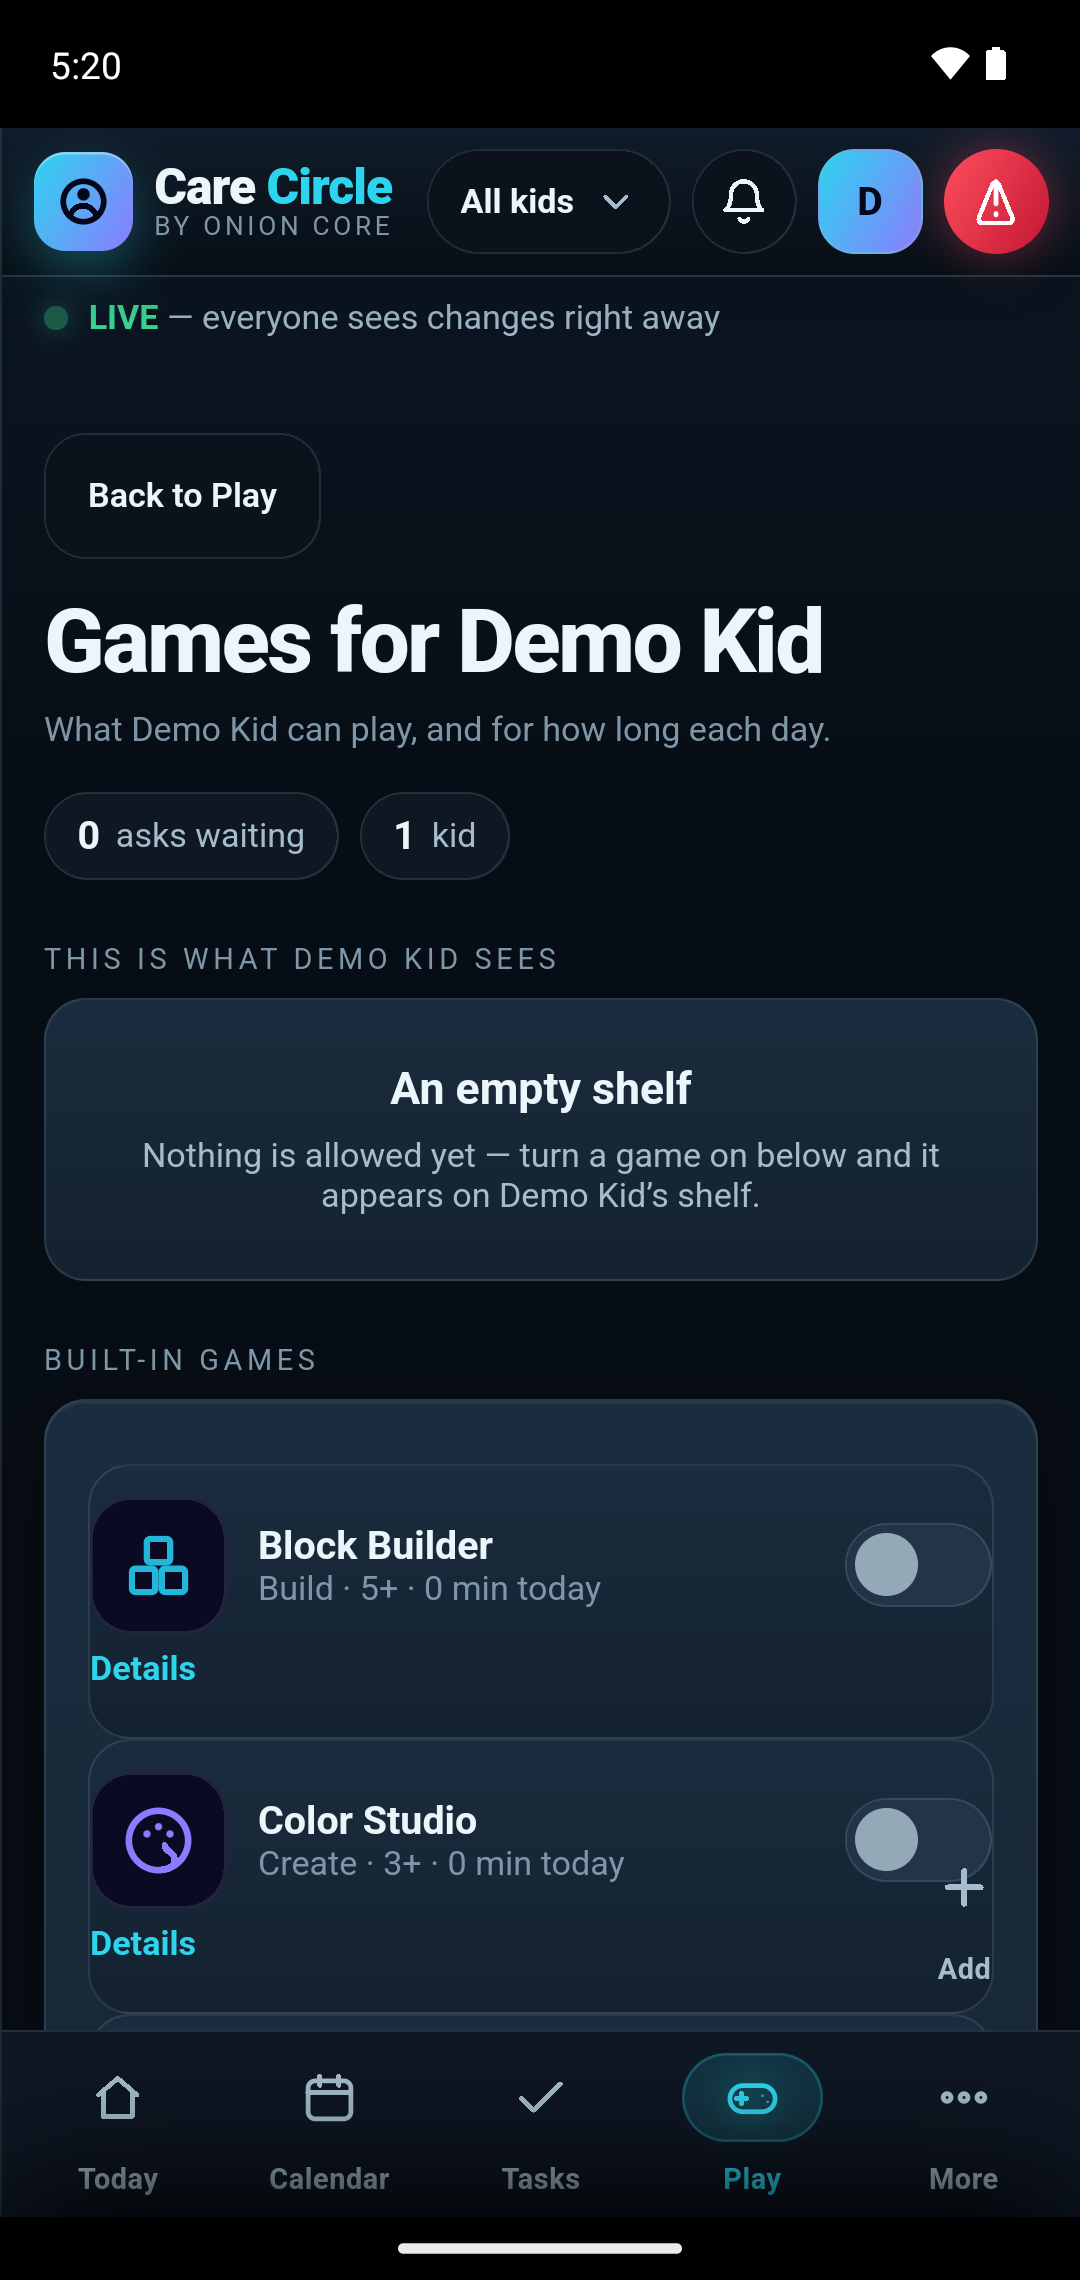 5:20
Care Circle
BY ONION CORE
All kids
D
LIVE — everyone sees changes right away
Back to Play
Games for Demo Kid
What Demo Kid can play, and for how long each day.
0 asks waiting
1 kid
THIS IS WHAT DEMO KID SEES
An empty shelf
Nothing is allowed yet — turn a game on below and it
appears on Demo Kid’s shelf.
BUILT-IN GAMES
Block Builder
Build · 5+ · 0 min today
Details
Color Studio
Create · 3+ · 0 min today
Details
Add
Today
Calendar
Tasks
Play
More